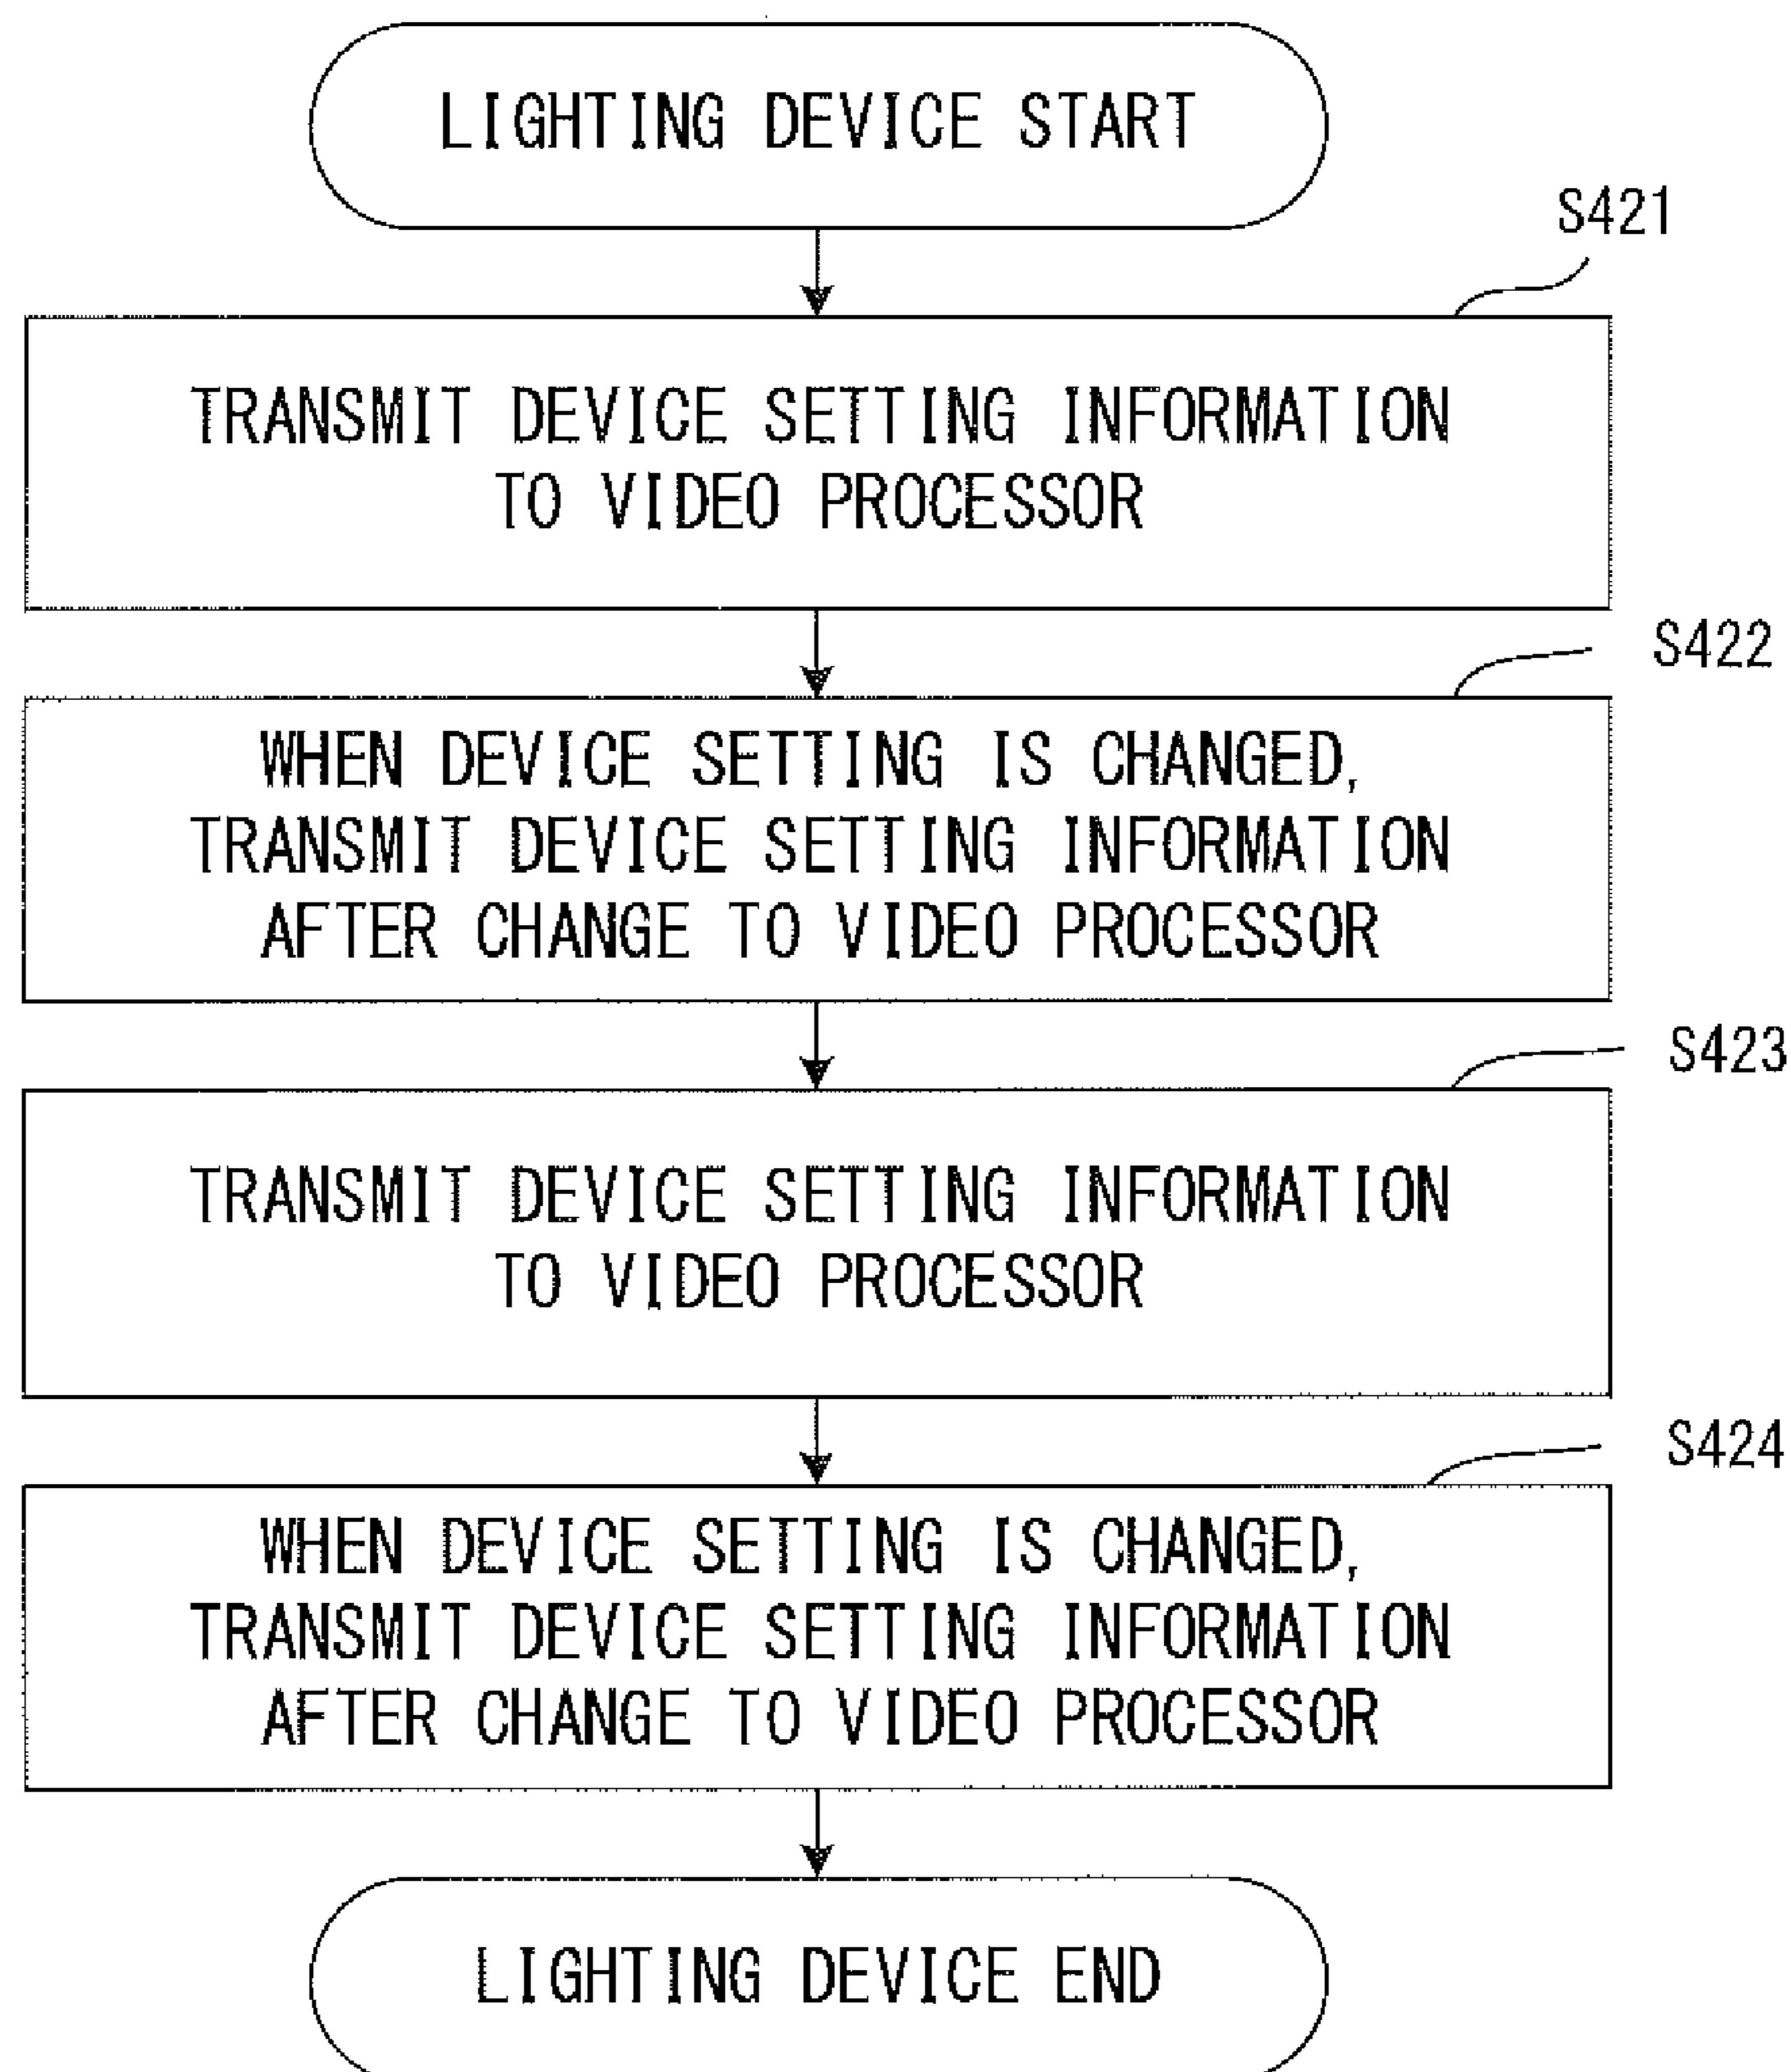 LIGHTING DEVICE START
S421
TRANSMIT DEVICE SETTING INFORMATION
TO VIDEO PROCESSOR
S422
WHEN DEVICE SETTING IS CHANGED,
TRANSMIT DEVICE SETTING INFORMATION
AFTER CHANGE TO VIDEO PROCESSOR
S423
TRANSMIT DEVICE SETTING INFORMATION
TO VIDEO PROCESSOR
S424
WHEN DEVICE SETTING IS CHANGED,
TRANSMIT DEVICE SETTING INFORMATION
AFTER CHANGE TO VIDEO PROCESSOR
LIGHTING DEVICE END